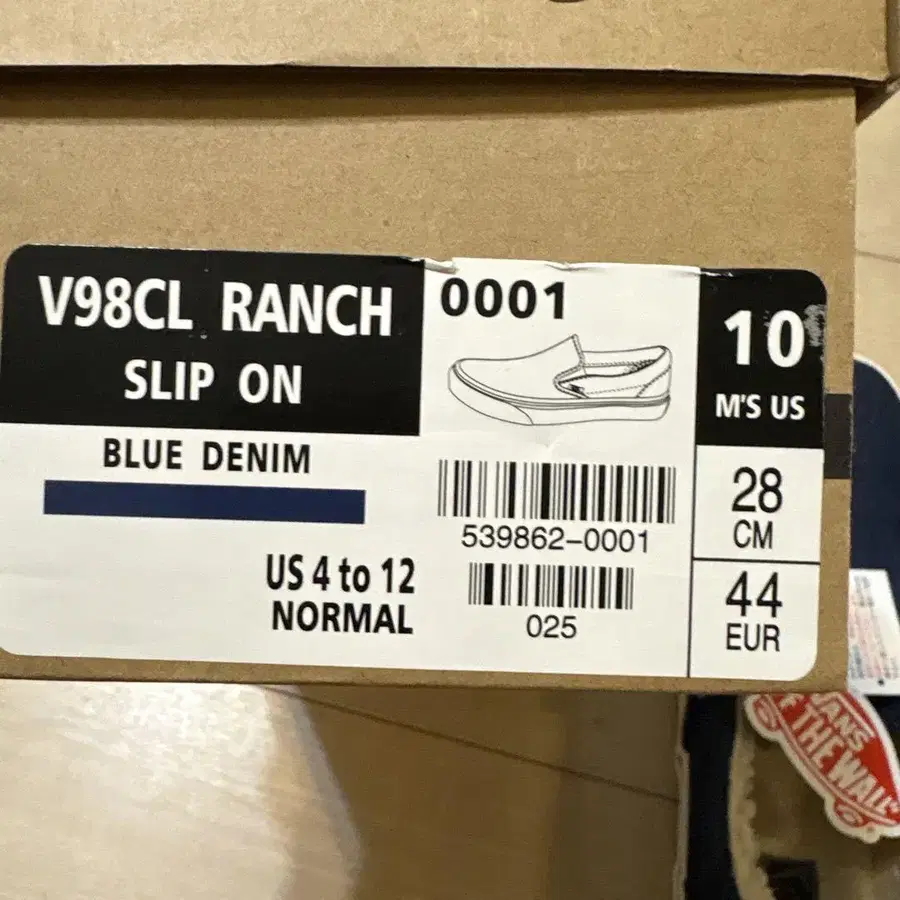 V98CL RANCH
SLIP ON
BLUE DENIM
US 4 to 12
NORMAL
0001
539862-0001
025
10
M'S US
28
CM
44
EUR
VANS
"OFF THE WALL"